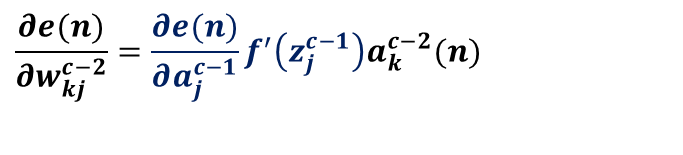 ∂e(n)/∂w_{kj}^{c−2} = ∂e(n)/∂a_j^{c−1} f′(z_j^{c−1}) a_k^{c−2}(n)